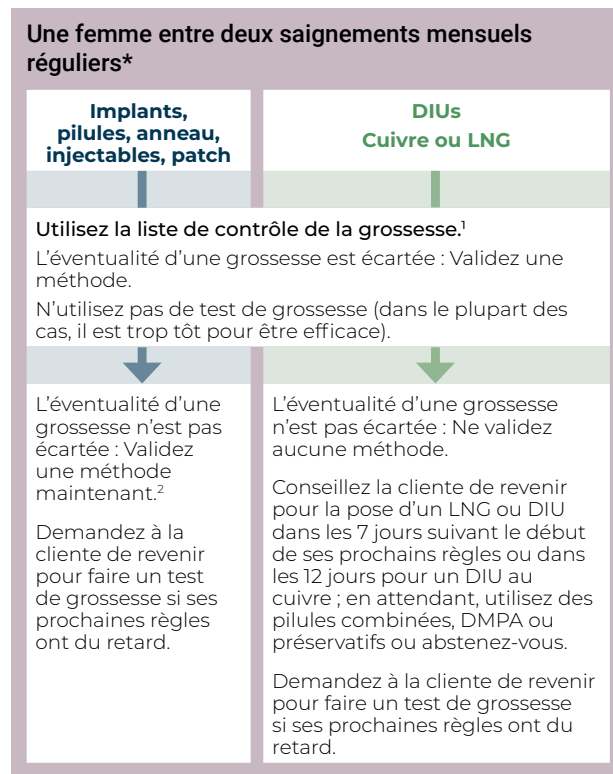 Une femme entre deux saignements mensuels
réguliers*
Implants,
pilules, anneau,
injectables, patch
DIUs
Cuivre ou LNG
Utilisez la liste de contrôle de la grossesse.¹
L’éventualité d’une grossesse est écartée : Validez une
méthode.
N’utilisez pas de test de grossesse (dans le plupart des
cas, il est trop tôt pour être efficace).
L’éventualité d’une
grossesse n’est pas
écartée : Validez
une méthode
maintenant.²
Demandez à la
cliente de revenir
pour faire un test
de grossesse si ses
prochaines règles
ont du retard.
L’éventualité d’une grossesse
n’est pas écartée : Ne validez
aucune méthode.
Conseillez la cliente de revenir
pour la pose d’un LNG ou DIU
dans les 7 jours suivant le début
de ses prochains règles ou dans
les 12 jours pour un DIU au
cuivre ; en attendant, utilisez des
pilules combinées, DMPA ou
préservatifs ou abstenez-vous.
Demandez à la cliente de revenir
pour faire un test de grossesse
si ses prochaines règles ont du
retard.